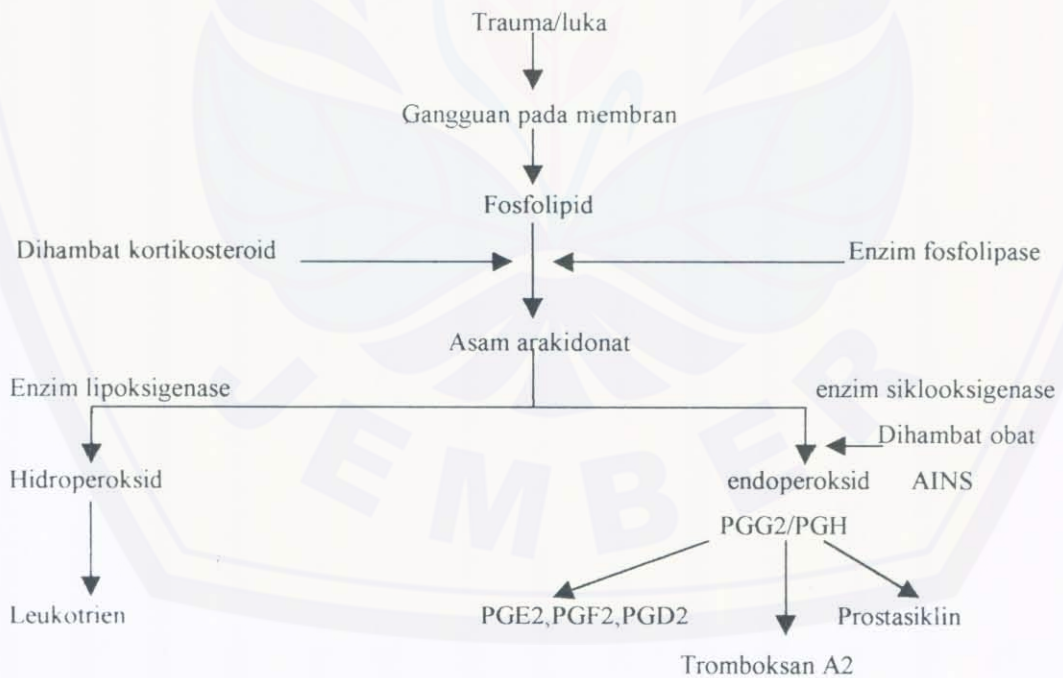 Trauma/luka
Gangguan pada membran
Fosfolipid
Dihambat kortikosteroid
Enzim fosfolipase
Asam arakidonat
Enzim lipoksigenase
enzim siklooksigenase
Dihambat obat
Hidroperoksid
endoperoksid AINS
PGG2/PGH
Leukotrien
PGE2,PGF2,PGD2
Prostasiklin
Tromboksan A2
JEMBER